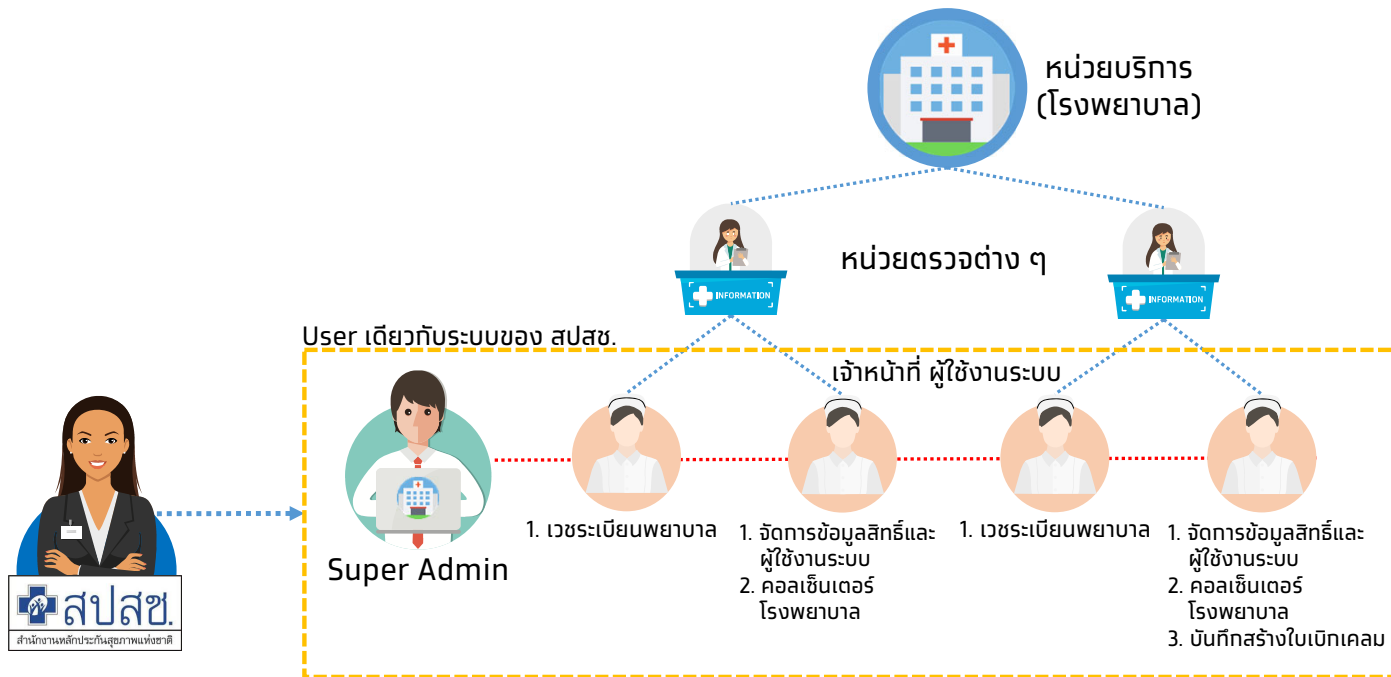 หน่วยบริการ
(โรงพยาบาล)
หน่วยตรวจต่าง ๆ
INFORMATION
INFORMATION
User เดียวกับระบบของ สปสช.
เจ้าหน้าที่ ผู้ใช้งานระบบ
Super Admin
1. เวชระเบียนพยาบาล
1. จัดการข้อมูลสิทธิ์และ
ผู้ใช้งานระบบ
2. คอลเซ็นเตอร์
โรงพยาบาล
1. เวชระเบียนพยาบาล
1. จัดการข้อมูลสิทธิ์และ
ผู้ใช้งานระบบ
2. คอลเซ็นเตอร์
โรงพยาบาล
3. บันทึกสร้างใบเบิกเคลม
สปสช.
สำนักงานหลักประกันสุขภาพแห่งชาติ